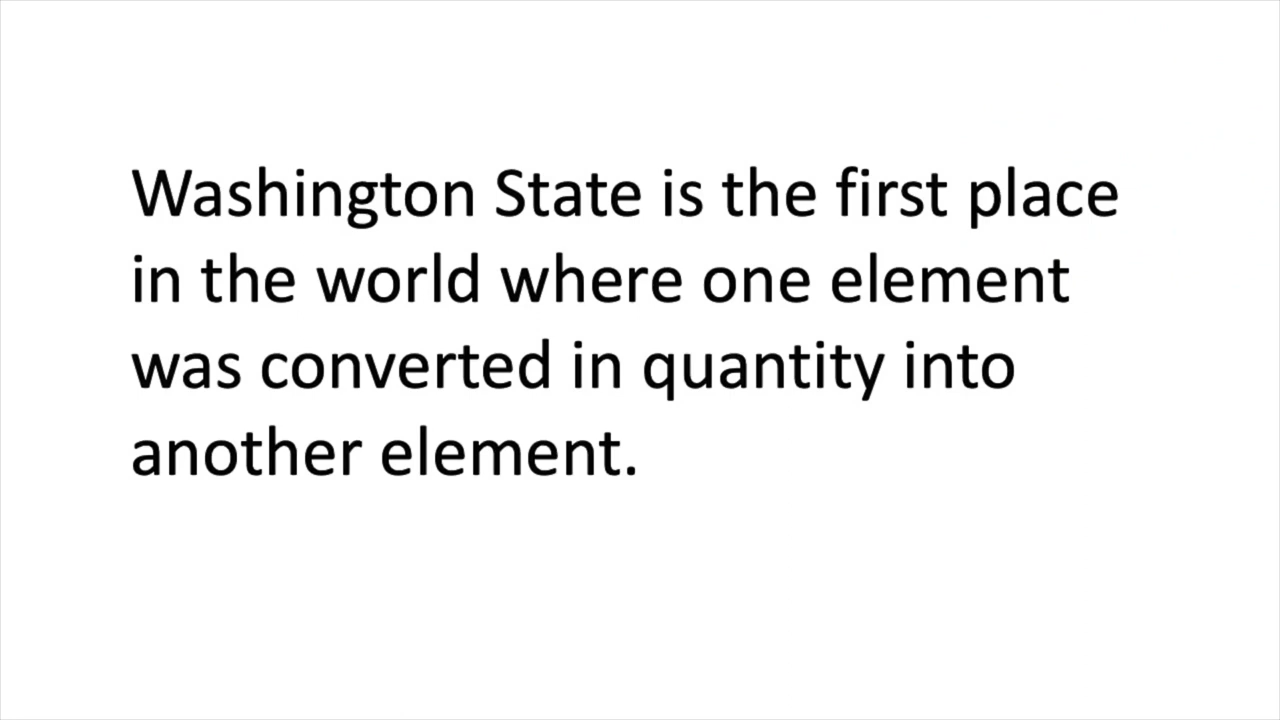 Washington State is the first place
in the world where one element
was converted in quantity into
another element.